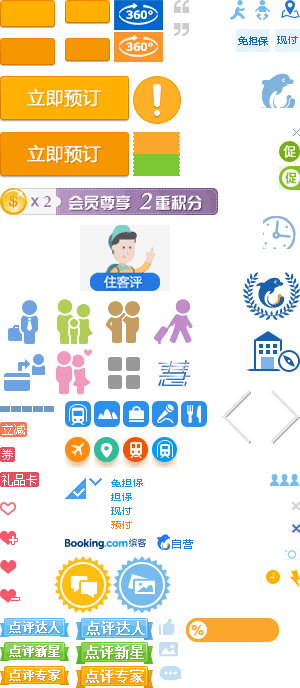 360°
360°
免担保
现付
立即预订
立即预订
促
促
$ x 2 会员尊享 2 重积分
住客评
慧
立减
券
礼品卡
免担保
担保
现付
预付
Booking.com 缤客
自营
点评达人
点评达人
点评新星
点评新星
点评专家
点评专家
%